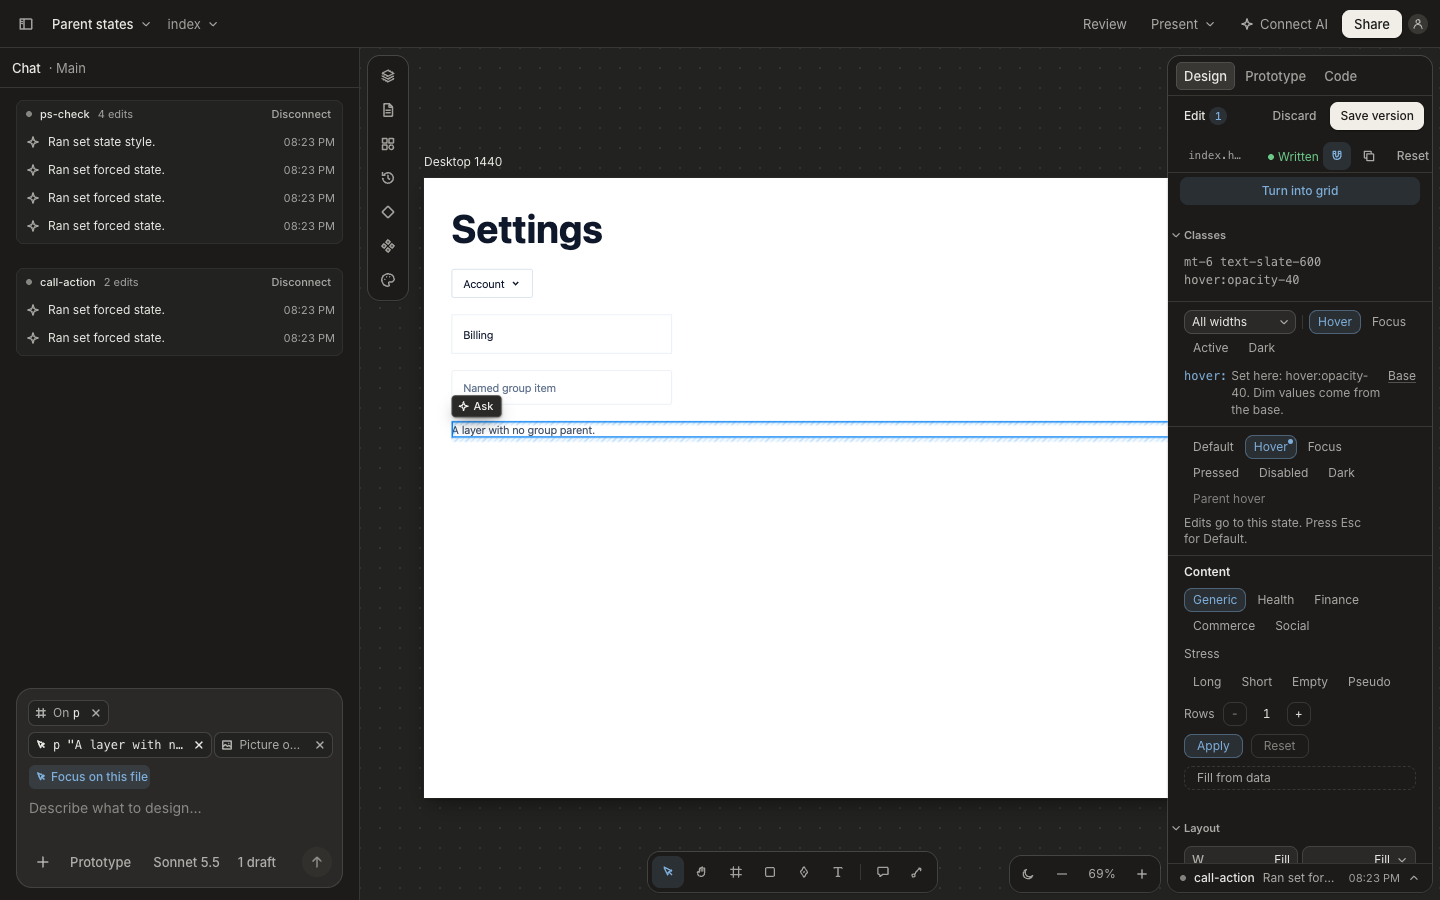 Parent states
index
Review
Present
Connect AI
Share
Chat · Main
ps-check 4 edits Disconnect
Ran set state style. 08:23 PM
Ran set forced state. 08:23 PM
Ran set forced state. 08:23 PM
Ran set forced state. 08:23 PM
call-action 2 edits Disconnect
Ran set forced state. 08:23 PM
Ran set forced state. 08:23 PM
On p
p "A layer with n…
Picture o…
Focus on this file
Describe what to design…
Prototype Sonnet 5.5 1 draft
Desktop 1440
Settings
Account
Billing
Named group item
Ask
A layer with no group parent.
69%
Design Prototype Code
Edit 1 Discard Save version
index.h… Written Reset
Turn into grid
Classes
mt-6 text-slate-600
hover:opacity-40
All widths Hover Focus
Active Dark
hover: Set here: hover:opacity- Base
40. Dim values come from
the base.
Default Hover Focus
Pressed Disabled Dark
Parent hover
Edits go to this state. Press Esc
for Default.
Content
Generic Health Finance
Commerce Social
Stress
Long Short Empty Pseudo
Rows - 1 +
Apply Reset
Fill from data
Layout
W Fill Fill
call-action Ran set for… 08:23 PM